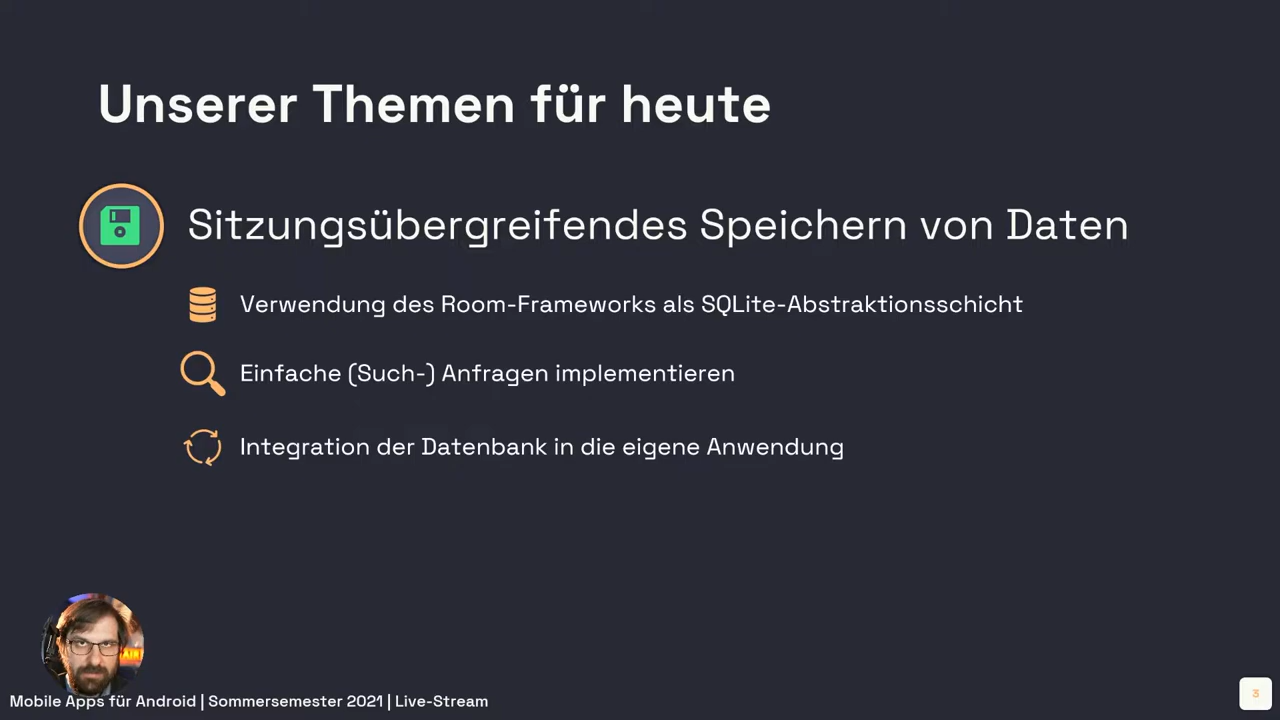 Unserer Themen für heute
Sitzungsübergreifendes Speichern von Daten
Verwendung des Room-Frameworks als SQLite-Abstraktionsschicht
Einfache (Such-) Anfragen implementieren
Integration der Datenbank in die eigene Anwendung
Mobile Apps für Android | Sommersemester 2021 | Live-Stream
3